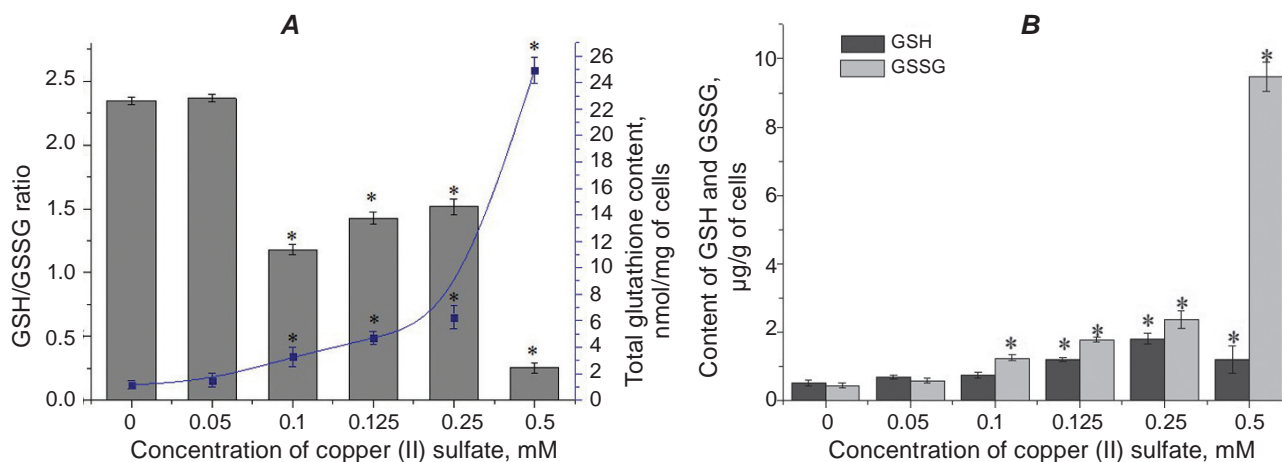 A
GSH/GSSG ratio
2.5
2.0
1.5
1.0
0.5
0.0
* * * * * * * *
26
24
22
20
18
16
14
12
10
8
6
4
2
0
Total glutathione content,
nmol/mg of cells
0 0.05 0.1 0.125 0.25 0.5
Concentration of copper (II) sulfate, mM
B
GSH
GSSG
Content of GSH and GSSG,
µg/g of cells
10
8
6
4
2
0
* * * * * * *
0 0.05 0.1 0.125 0.25 0.5
Concentration of copper (II) sulfate, mM